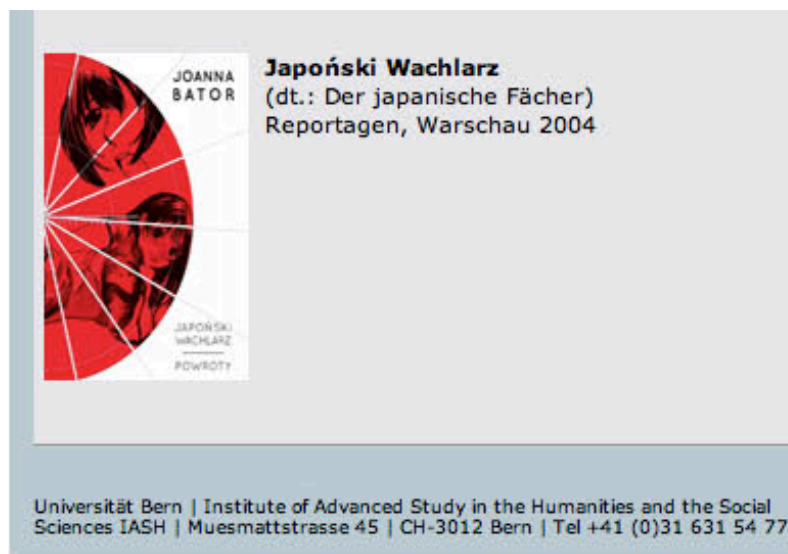 JOANNA
BATOR
JAPOŃSKI
WACHLARZ
POWROTY
Japoński Wachlarz
(dt.: Der japanische Fächer)
Reportagen, Warschau 2004
Universität Bern | Institute of Advanced Study in the Humanities and the Social
Sciences IASH | Muesmattstrasse 45 | CH-3012 Bern | Tel +41 (0)31 631 54 77